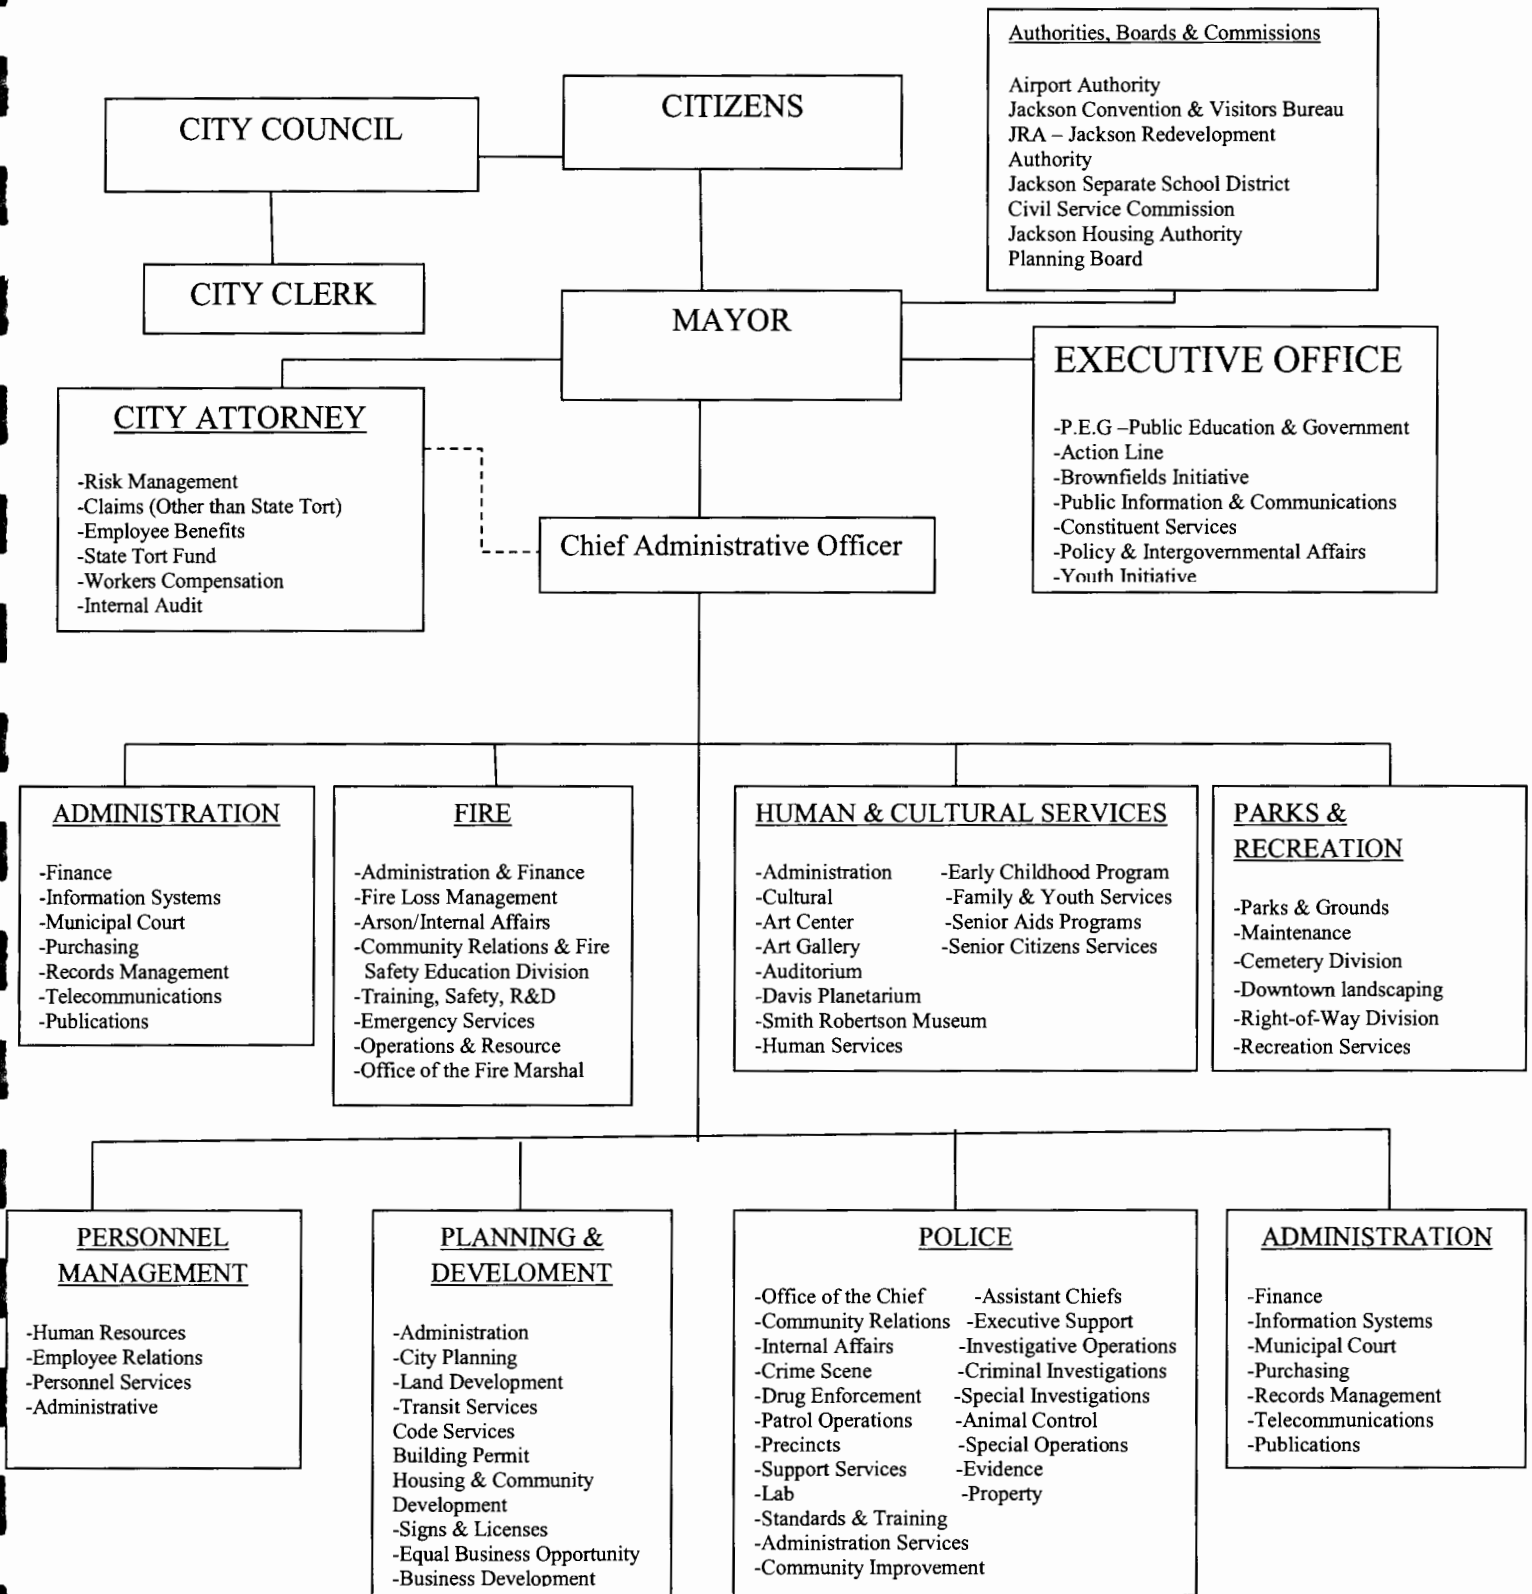 Authorities, Boards & Commissions
Airport Authority
Jackson Convention & Visitors Bureau
JRA – Jackson Redevelopment
Authority
Jackson Separate School District
Civil Service Commission
Jackson Housing Authority
Planning Board
CITIZENS
CITY COUNCIL
CITY CLERK
MAYOR
EXECUTIVE OFFICE
-P.E.G –Public Education & Government
-Action Line
-Brownfields Initiative
-Public Information & Communications
-Constituent Services
-Policy & Intergovernmental Affairs
-Youth Initiative
CITY ATTORNEY
-Risk Management
-Claims (Other than State Tort)
-Employee Benefits
-State Tort Fund
-Workers Compensation
-Internal Audit
Chief Administrative Officer
ADMINISTRATION
-Finance
-Information Systems
-Municipal Court
-Purchasing
-Records Management
-Telecommunications
-Publications
FIRE
-Administration & Finance
-Fire Loss Management
-Arson/Internal Affairs
-Community Relations & Fire
Safety Education Division
-Training, Safety, R&D
-Emergency Services
-Operations & Resource
-Office of the Fire Marshal
HUMAN & CULTURAL SERVICES
-Administration
-Cultural
-Art Center
-Art Gallery
-Auditorium
-Davis Planetarium
-Smith Robertson Museum
-Human Services
-Early Childhood Program
-Family & Youth Services
-Senior Aids Programs
-Senior Citizens Services
PARKS &
RECREATION
-Parks & Grounds
-Maintenance
-Cemetery Division
-Downtown landscaping
-Right-of-Way Division
-Recreation Services
PERSONNEL
MANAGEMENT
-Human Resources
-Employee Relations
-Personnel Services
-Administrative
PLANNING &
DEVELOMENT
-Administration
-City Planning
-Land Development
-Transit Services
Code Services
Building Permit
Housing & Community
Development
-Signs & Licenses
-Equal Business Opportunity
-Business Development
POLICE
-Office of the Chief
-Community Relations
-Internal Affairs
-Crime Scene
-Drug Enforcement
-Patrol Operations
-Precincts
-Support Services
-Lab
-Standards & Training
-Administration Services
-Community Improvement
-Assistant Chiefs
-Executive Support
-Investigative Operations
-Criminal Investigations
-Special Investigations
-Animal Control
-Special Operations
-Evidence
-Property
ADMINISTRATION
-Finance
-Information Systems
-Municipal Court
-Purchasing
-Records Management
-Telecommunications
-Publications